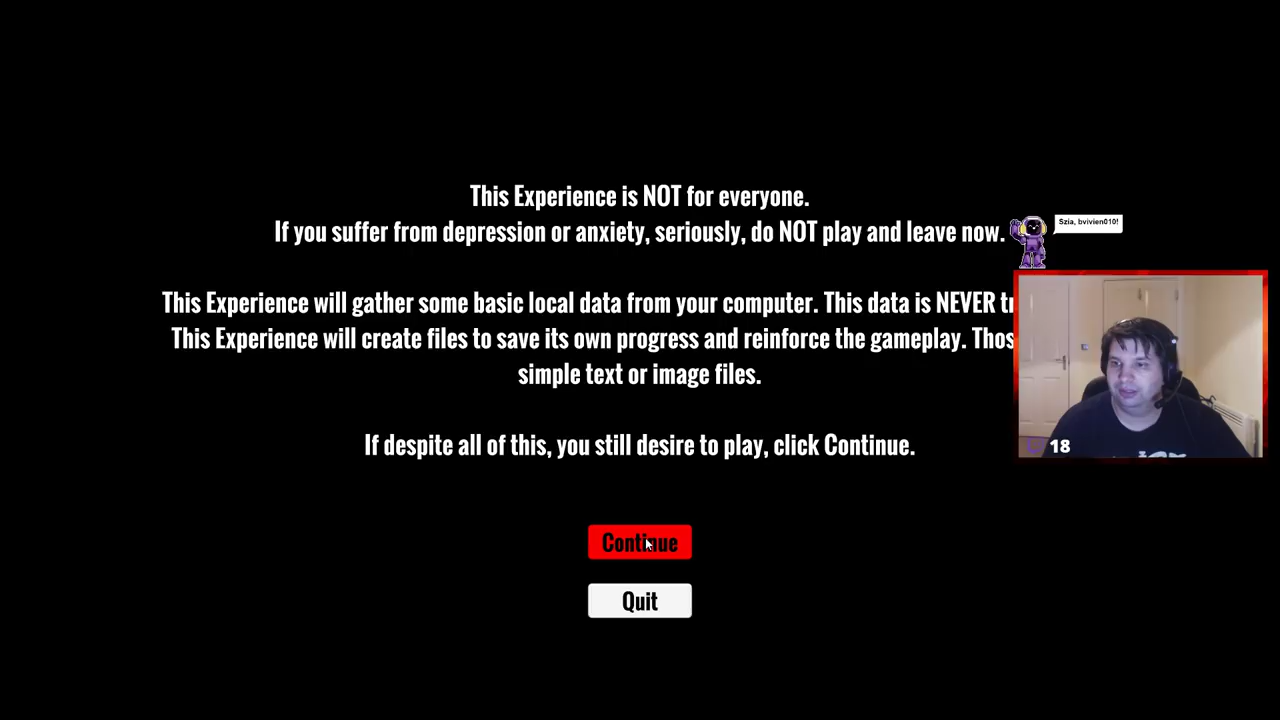 This Experience is NOT for everyone.
If you suffer from depression or anxiety, seriously, do NOT play and leave now.
Szia, bvivien010!
This Experience will gather some basic local data from your computer. This data is NEVER
This Experience will create files to save its own progress and reinforce the gameplay.
simple text or image files.
If despite all of this, you still desire to play, click Continue.
18
Continue
Quit